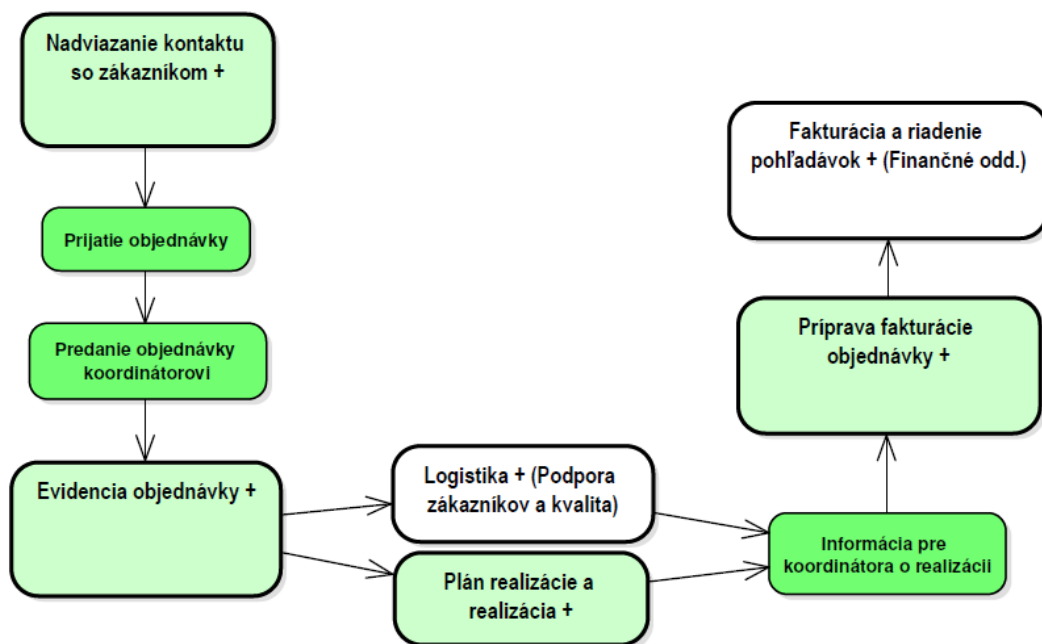 Nadviazanie kontaktu
so zákazníkom +
Prijatie objednávky
Predanie objednávky
koordinátorovi
Evidencia objednávky +
Logistika + (Podpora
zákazníkov a kvalita)
Plán realizácie a
realizácia +
Informácia pre
koordinátora o realizácii
Príprava fakturácie
objednávky +
Fakturácia a riadenie
pohľadávok + (Finančné odd.)